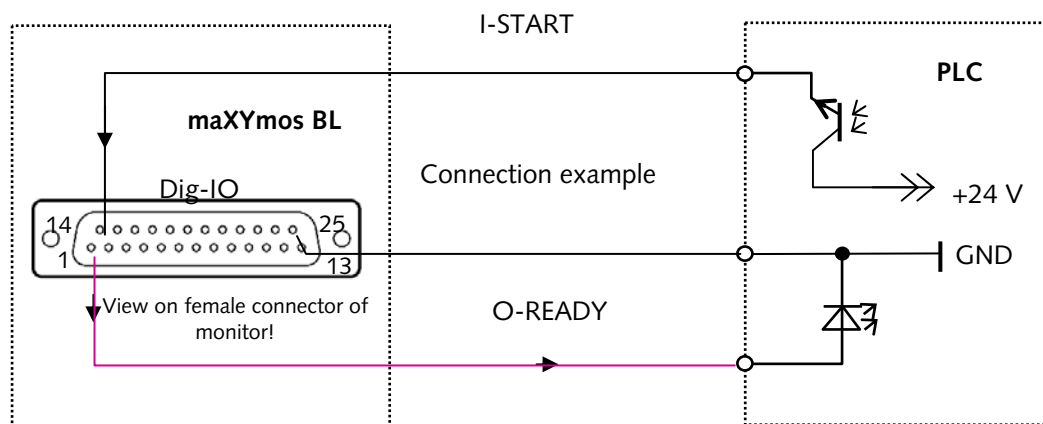 I-START
PLC
maXYmos BL
Connection example
Dig-IO
+24 V
14
25
1
13
GND
View on female connector of
monitor!
O-READY